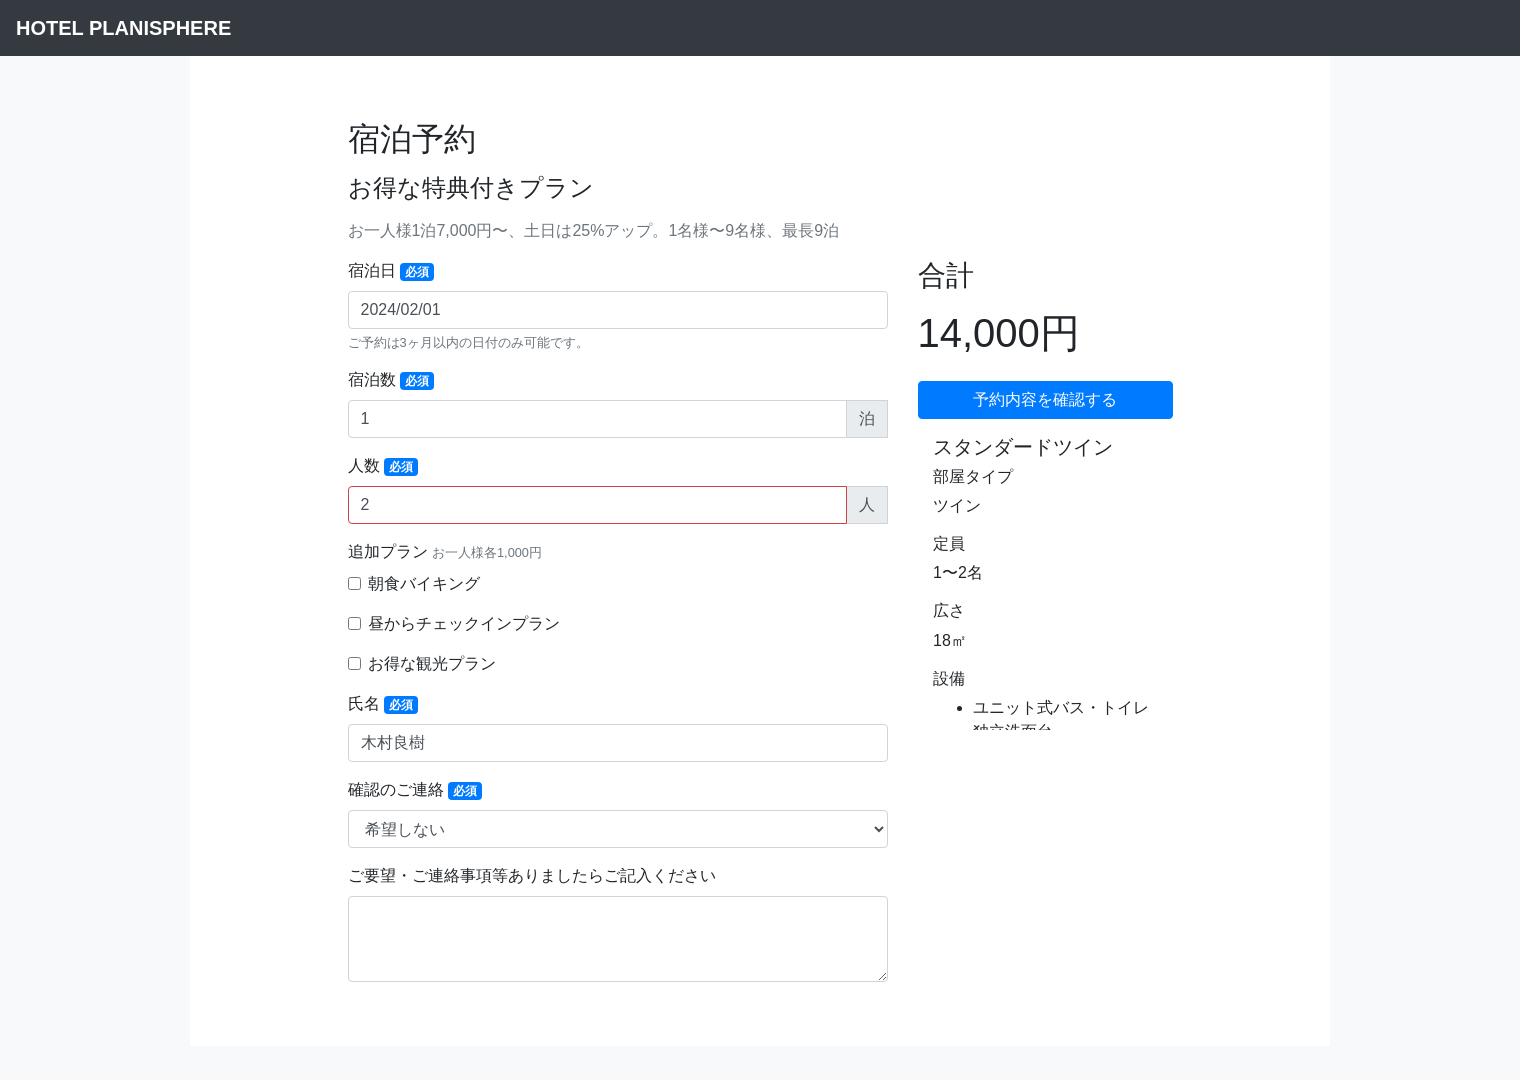 HOTEL PLANISPHERE
宿泊予約
お得な特典付きプラン
お一人様1泊7,000円〜、土日は25%アップ。1名様〜9名様、最長9泊
宿泊日 必須
2024/02/01
ご予約は3ヶ月以内の日付のみ可能です。
宿泊数 必須
1 泊
人数 必須
2 人
追加プラン お一人様各1,000円
朝食バイキング
昼からチェックインプラン
お得な観光プラン
氏名 必須
木村良樹
確認のご連絡 必須
希望しない
ご要望・ご連絡事項等ありましたらご記入ください
合計
14,000円
予約内容を確認する
スタンダードツイン
部屋タイプ
ツイン
定員
1〜2名
広さ
18㎡
設備
ユニット式バス・トイレ
独立洗面台